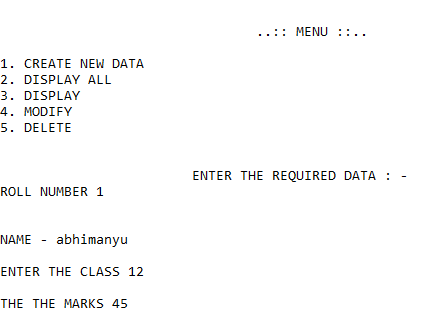 ..:: MENU ::..
1. CREATE NEW DATA
2. DISPLAY ALL
3. DISPLAY
4. MODIFY
5. DELETE
ENTER THE REQUIRED DATA : -
ROLL NUMBER 1
NAME - abhimanyu
ENTER THE CLASS 12
THE THE MARKS 45